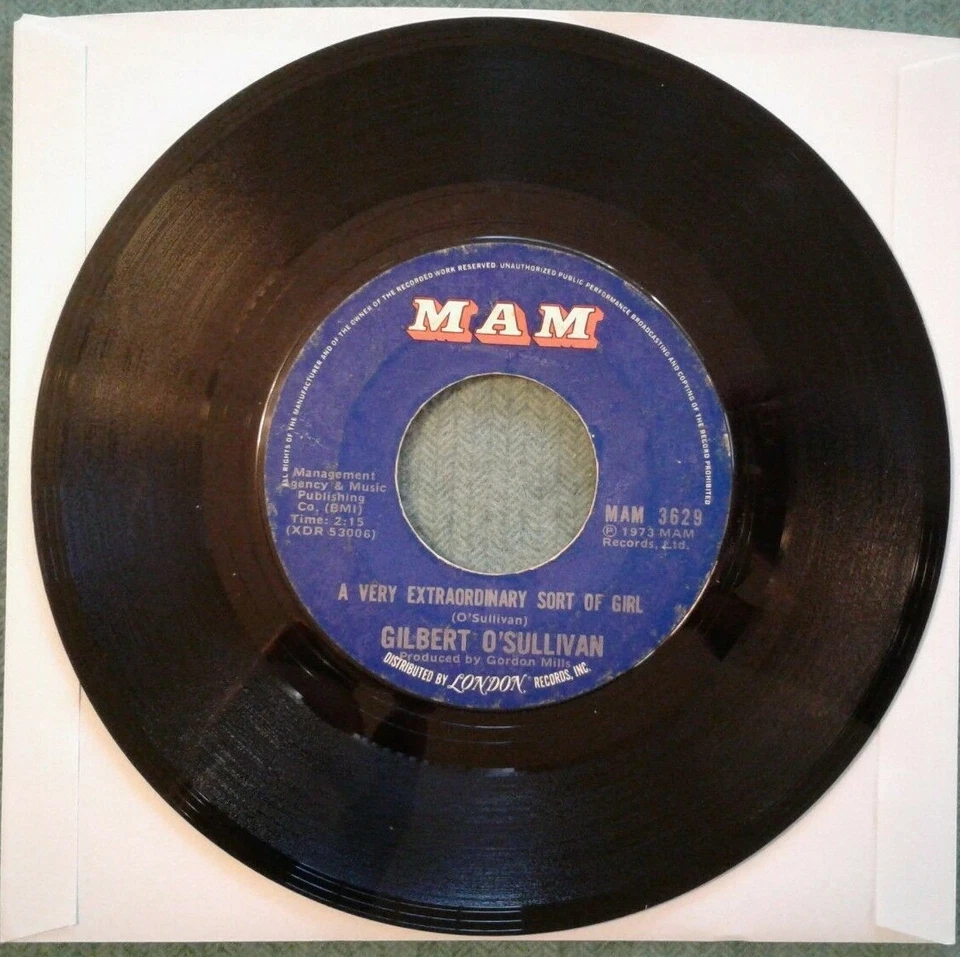 ALL RIGHTS OF THE MANUFACTURER AND OF THE OWNER OF THE RECORDED WORK RESERVED. UNAUTHORIZED PUBLIC PERFORMANCE BROADCASTING AND COPYING OF THE RECORD PROHIBITED
MAM
Management
Agency & Music
Publishing
Co. (BMI)
Time: 2:15
(XDR 53006)
MAM 3629
℗ 1973 MAM
Records, Ltd.
A VERY EXTRAORDINARY SORT OF GIRL
(O'Sullivan)
GILBERT O'SULLIVAN
Produced by Gordon Mills
DISTRIBUTED BY LONDON RECORDS, INC.